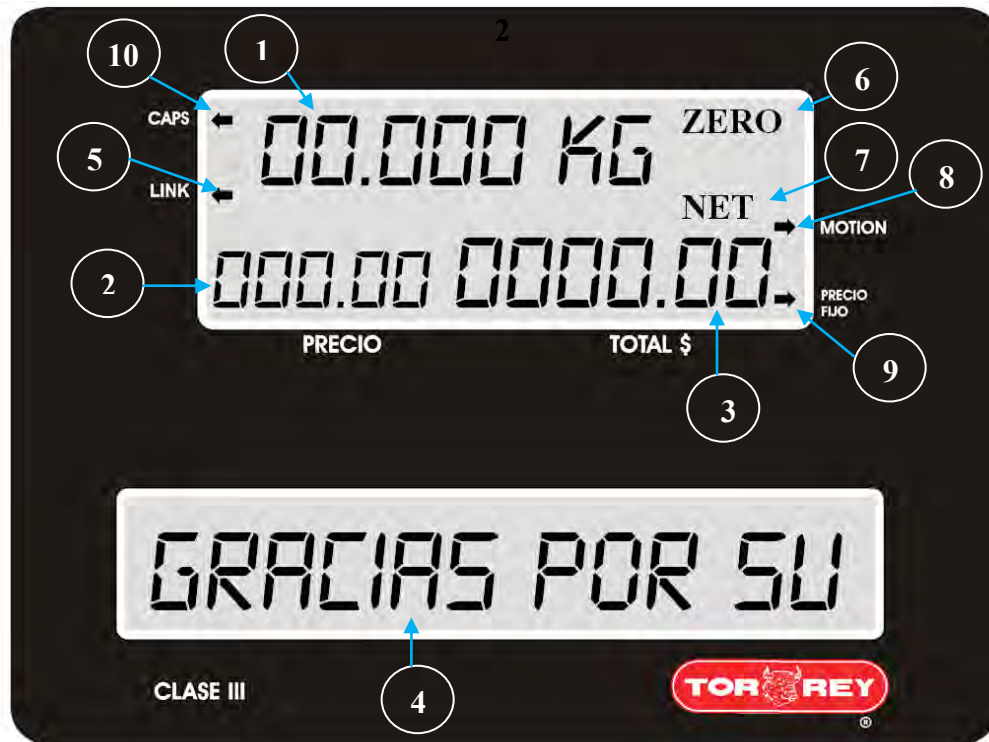 2
10
1
6
CAPS
00.000 KG
ZERO
5
7
8
LINK
NET
MOTION
2
000.00
0000.00
PRECIO
FIJO
PRECIO
TOTAL $
9
3
GRACIAS POR SU
4
CLASE III
TOR REY
®